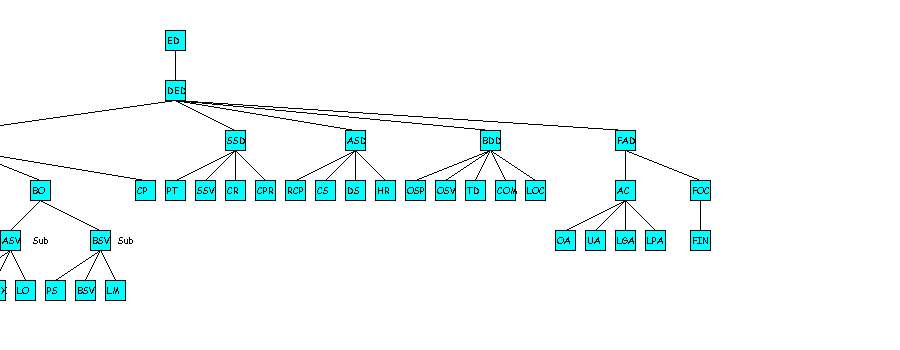 ED
DED
SSD ASD BDD FAD
BO CP PT SSV CR CPR RCP CS DS HR OSP OSV TD COM LOC AC FOC
ASV Sub BSV Sub OA UA LGA LPA FIN
X LO PS BSV LM